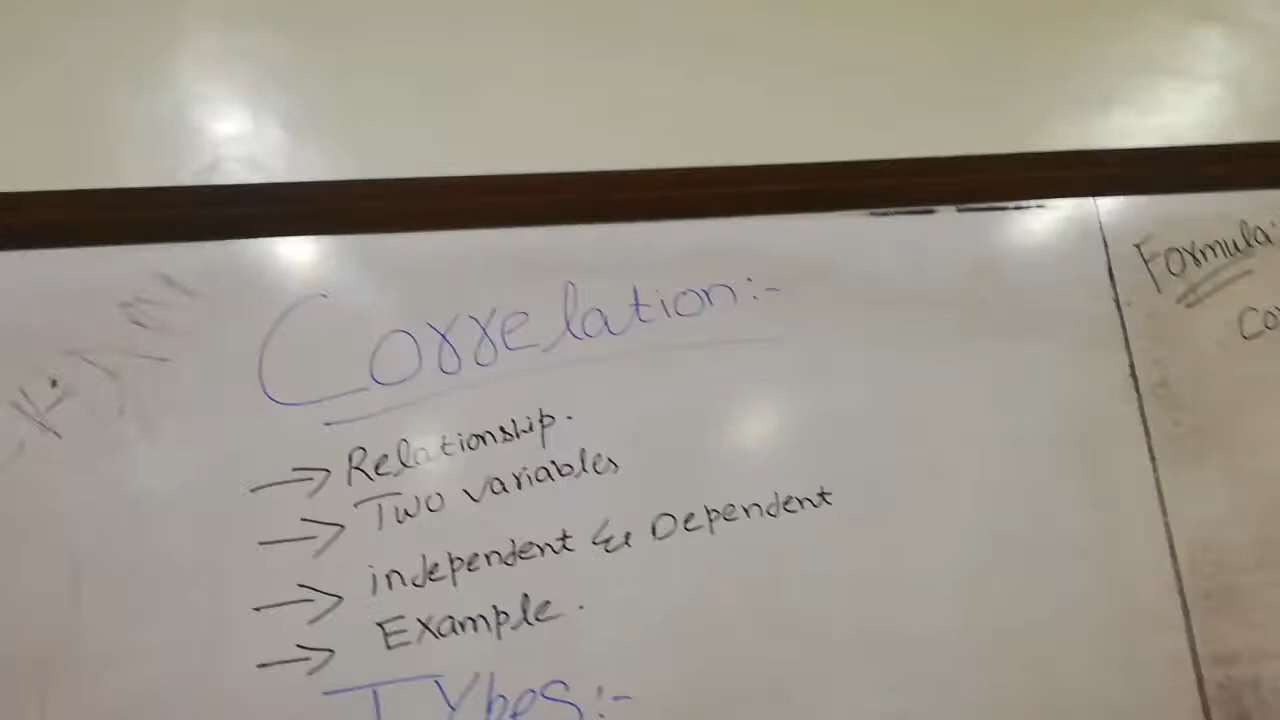 Correlation:-
→ Relationship.
→ Two variables
→ independent & Dependent
→ Example.
Types:-
Formula: